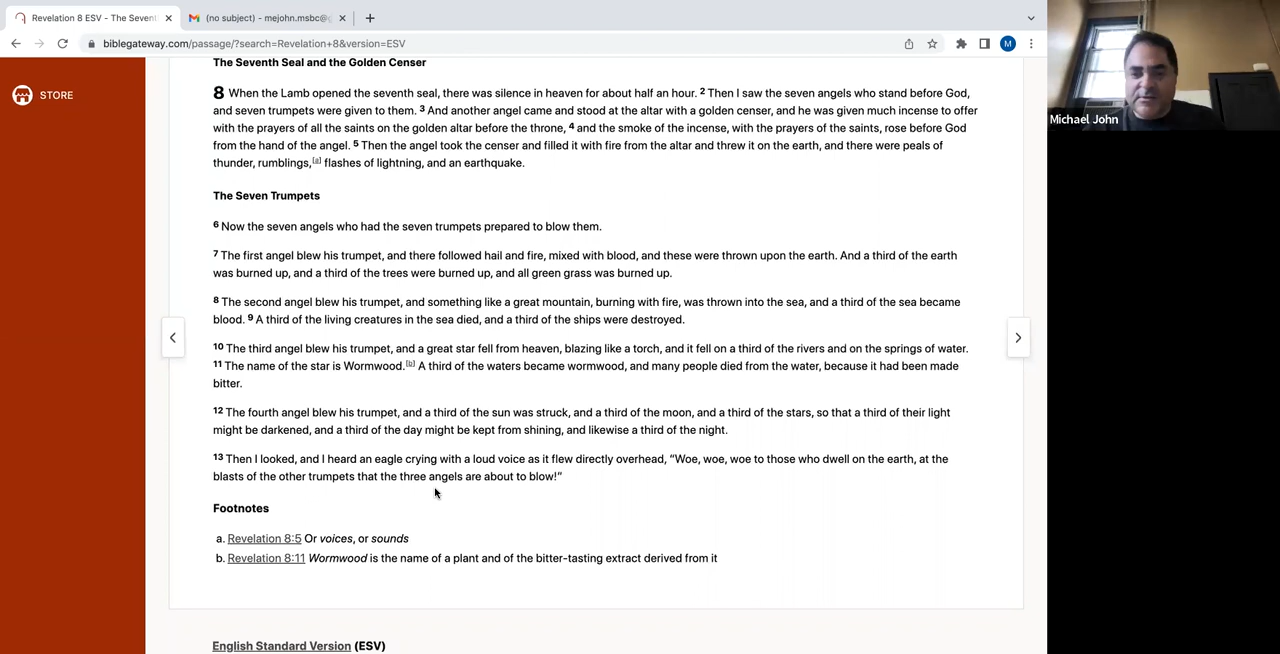 Revelation 8 ESV - The Sevent
(no subject) - mejohn.msbc@
biblegateway.com/passage/?search=Revelation+8&version=ESV
M
STORE
Michael John
The Seventh Seal and the Golden Censer
8 When the Lamb opened the seventh seal, there was silence in heaven for about half an hour. 2 Then I saw the seven angels who stand before God,
and seven trumpets were given to them. 3 And another angel came and stood at the altar with a golden censer, and he was given much incense to offer
with the prayers of all the saints on the golden altar before the throne, 4 and the smoke of the incense, with the prayers of the saints, rose before God
from the hand of the angel. 5 Then the angel took the censer and filled it with fire from the altar and threw it on the earth, and there were peals of
thunder, rumblings,[a] flashes of lightning, and an earthquake.
The Seven Trumpets
6 Now the seven angels who had the seven trumpets prepared to blow them.
7 The first angel blew his trumpet, and there followed hail and fire, mixed with blood, and these were thrown upon the earth. And a third of the earth
was burned up, and a third of the trees were burned up, and all green grass was burned up.
8 The second angel blew his trumpet, and something like a great mountain, burning with fire, was thrown into the sea, and a third of the sea became
blood. 9 A third of the living creatures in the sea died, and a third of the ships were destroyed.
10 The third angel blew his trumpet, and a great star fell from heaven, blazing like a torch, and it fell on a third of the rivers and on the springs of water.
11 The name of the star is Wormwood.[b] A third of the waters became wormwood, and many people died from the water, because it had been made
bitter.
12 The fourth angel blew his trumpet, and a third of the sun was struck, and a third of the moon, and a third of the stars, so that a third of their light
might be darkened, and a third of the day might be kept from shining, and likewise a third of the night.
13 Then I looked, and I heard an eagle crying with a loud voice as it flew directly overhead, “Woe, woe, woe to those who dwell on the earth, at the
blasts of the other trumpets that the three angels are about to blow!”
Footnotes
a. Revelation 8:5 Or voices, or sounds
b. Revelation 8:11 Wormwood is the name of a plant and of the bitter-tasting extract derived from it
English Standard Version (ESV)